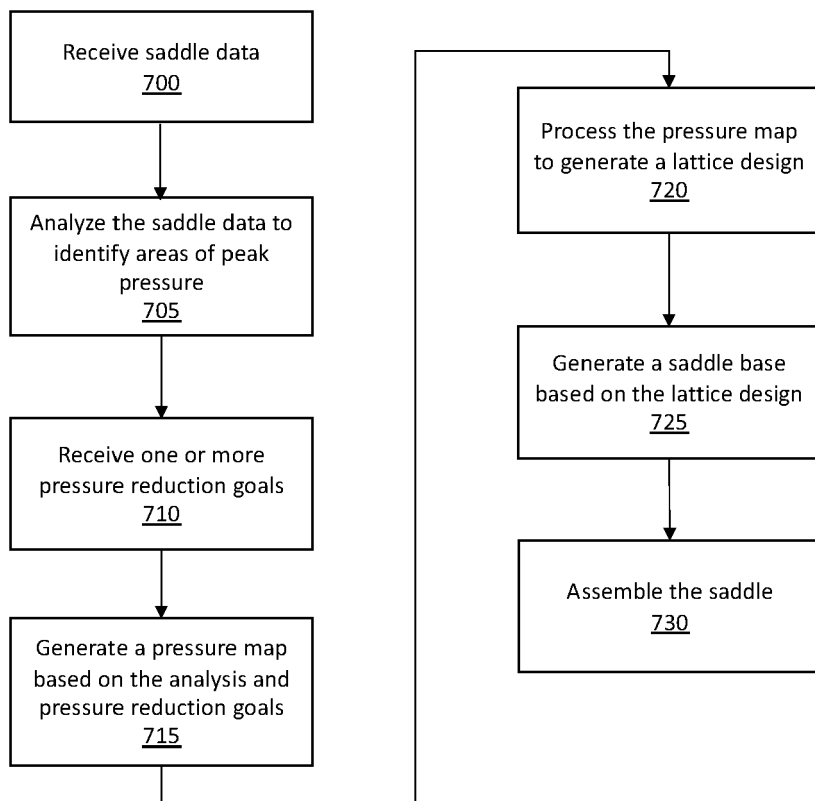 Receive saddle data
700
Analyze the saddle data to
identify areas of peak
pressure
705
Receive one or more
pressure reduction goals
710
Generate a pressure map
based on the analysis and
pressure reduction goals
715
Process the pressure map
to generate a lattice design
720
Generate a saddle base
based on the lattice design
725
Assemble the saddle
730